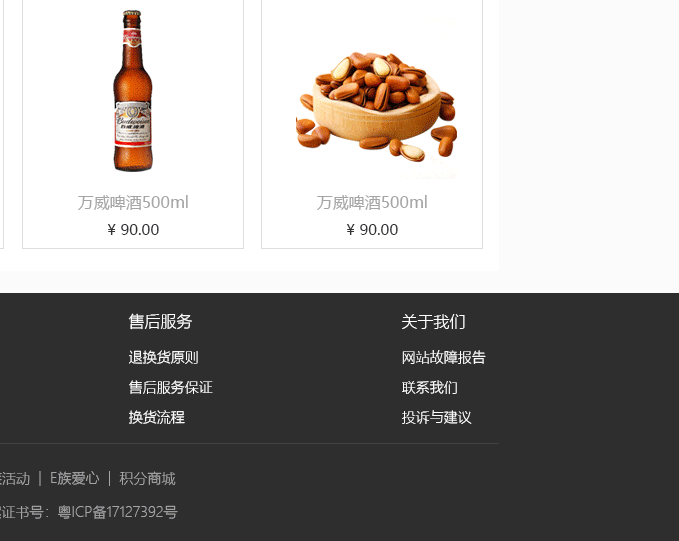 Budweiser
万威啤酒500ml
¥ 90.00
万威啤酒500ml
¥ 90.00
售后服务
退换货原则
售后服务保证
换货流程
关于我们
网站故障报告
联系我们
投诉与建议
活动 | E族爱心 | 积分商城
证书号：粤ICP备17127392号